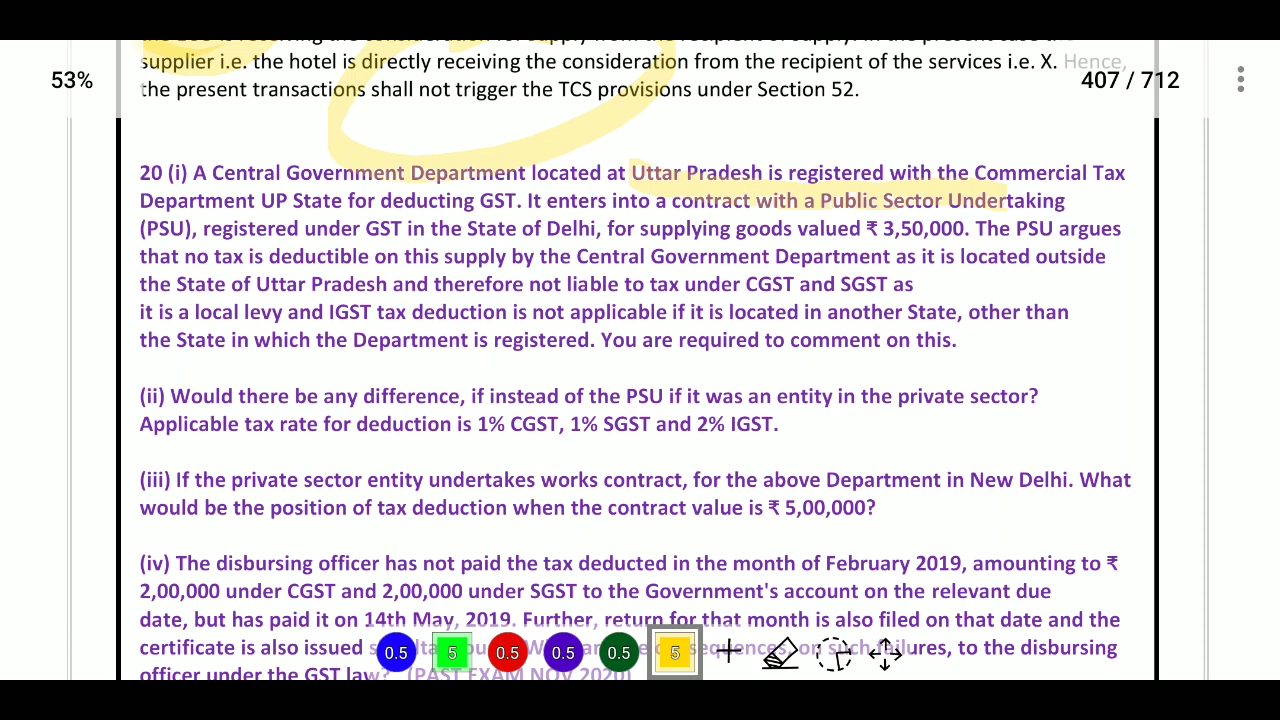 supplier i.e. the hotel is directly receiving the consideration from the recipient of the services i.e. X. Hence,
53%
407 / 712
the present transactions shall not trigger the TCS provisions under Section 52.
20 (i) A Central Government Department located at Uttar Pradesh is registered with the Commercial Tax
Department UP State for deducting GST. It enters into a contract with a Public Sector Undertaking
(PSU), registered under GST in the State of Delhi, for supplying goods valued ₹ 3,50,000. The PSU argues
that no tax is deductible on this supply by the Central Government Department as it is located outside
the State of Uttar Pradesh and therefore not liable to tax under CGST and SGST as
it is a local levy and IGST tax deduction is not applicable if it is located in another State, other than
the State in which the Department is registered. You are required to comment on this.
(ii) Would there be any difference, if instead of the PSU if it was an entity in the private sector?
Applicable tax rate for deduction is 1% CGST, 1% SGST and 2% IGST.
(iii) If the private sector entity undertakes works contract, for the above Department in New Delhi. What
would be the position of tax deduction when the contract value is ₹ 5,00,000?
(iv) The disbursing officer has not paid the tax deducted in the month of February 2019, amounting to ₹
2,00,000 under CGST and 2,00,000 under SGST to the Government's account on the relevant due
date, but has paid it on 14th May, 2019. Further, return for that month is also filed on that date and the
certificate is also issued
on such failures, to the disbursing
0.5 5 0.5 0.5 0.5 5
officer under the GST law? (PAST EXAM NOV 2020)